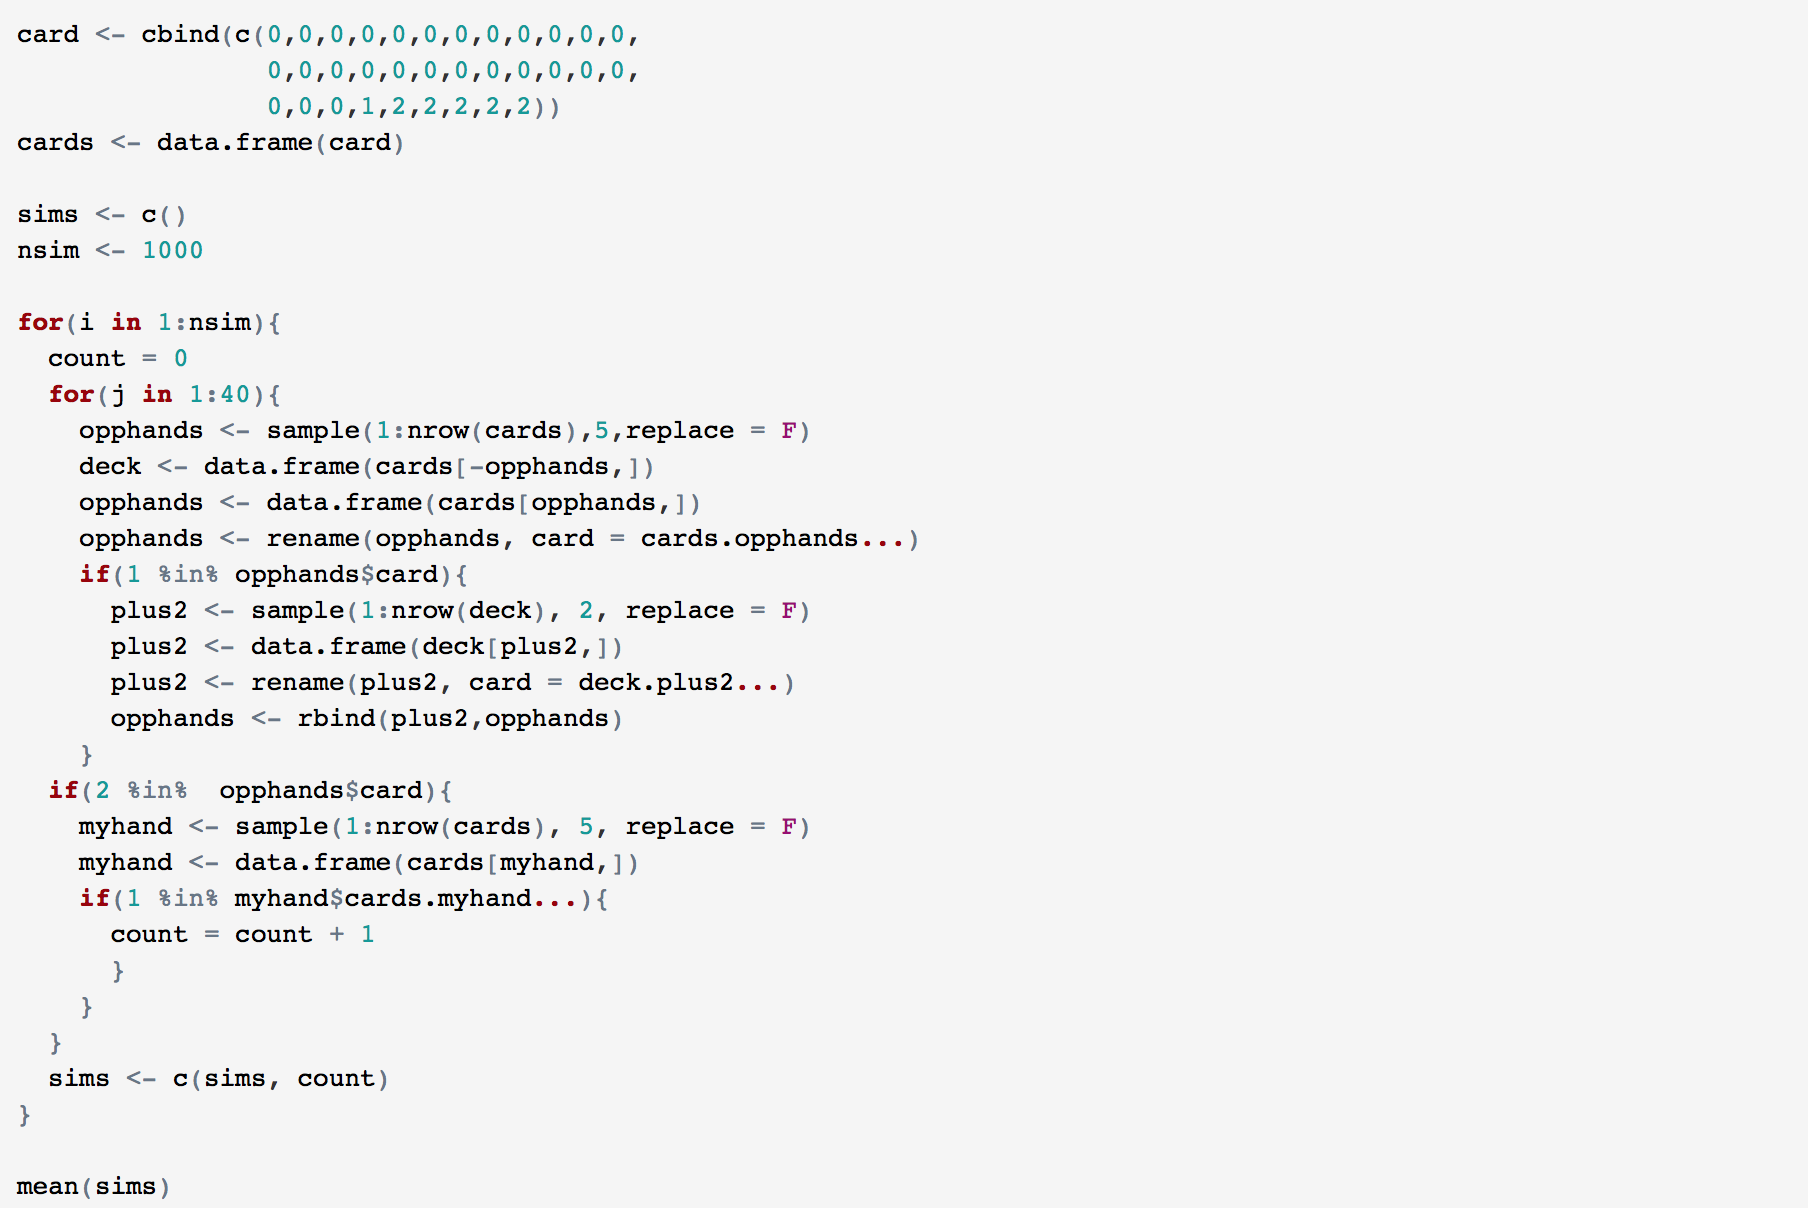 card <- cbind(c(0,0,0,0,0,0,0,0,0,0,0,0,
                0,0,0,0,0,0,0,0,0,0,0,0,
                0,0,0,1,2,2,2,2,2))
cards <- data.frame(card)

sims <- c()
nsim <- 1000

for(i in 1:nsim){
  count = 0
  for(j in 1:40){
    opphands <- sample(1:nrow(cards),5,replace = F)
    deck <- data.frame(cards[-opphands,])
    opphands <- data.frame(cards[opphands,])
    opphands <- rename(opphands, card = cards.opphands...)
    if(1 %in% opphands$card){
      plus2 <- sample(1:nrow(deck), 2, replace = F)
      plus2 <- data.frame(deck[plus2,])
      plus2 <- rename(plus2, card = deck.plus2...)
      opphands <- rbind(plus2,opphands)
    }
  if(2 %in%  opphands$card){
    myhand <- sample(1:nrow(cards), 5, replace = F)
    myhand <- data.frame(cards[myhand,])
    if(1 %in% myhand$cards.myhand...){
      count = count + 1
      }
    }
  }
  sims <- c(sims, count)
}

mean(sims)